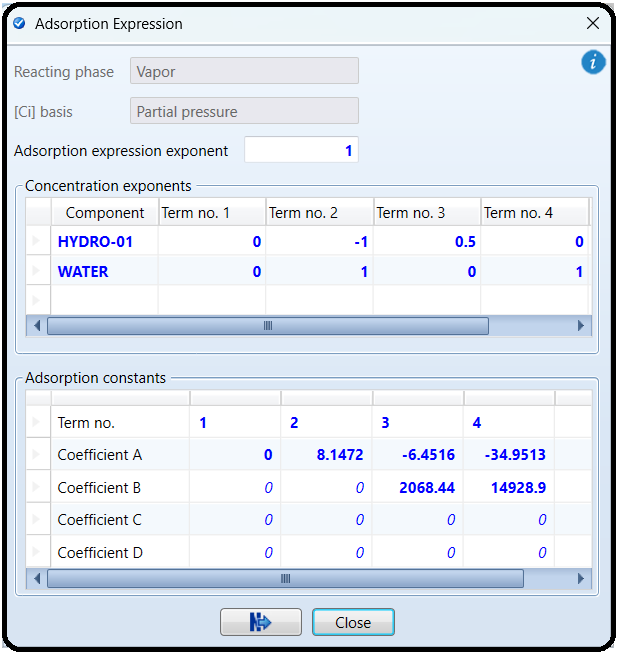 Adsorption Expression
Reacting phase Vapor
[Ci] basis Partial pressure
Adsorption expression exponent 1
Concentration exponents
Component Term no. 1 Term no. 2 Term no. 3 Term no. 4
HYDRO-01 0 -1 0.5 0
WATER 0 1 0 1
Adsorption constants
Term no. 1 2 3 4
Coefficient A 0 8.1472 -6.4516 -34.9513
Coefficient B 0 0 2068.44 14928.9
Coefficient C 0 0 0 0
Coefficient D 0 0 0 0
N Close